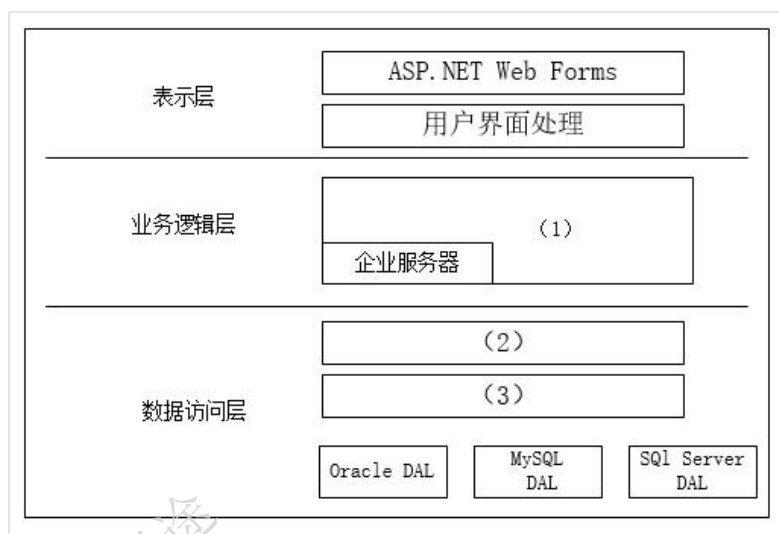 表示层
ASP.NET Web Forms
用户界面处理
业务逻辑层
(1)
企业服务器
数据访问层
(2)
(3)
Oracle DAL
MySQL
DAL
SQl Server
DAL